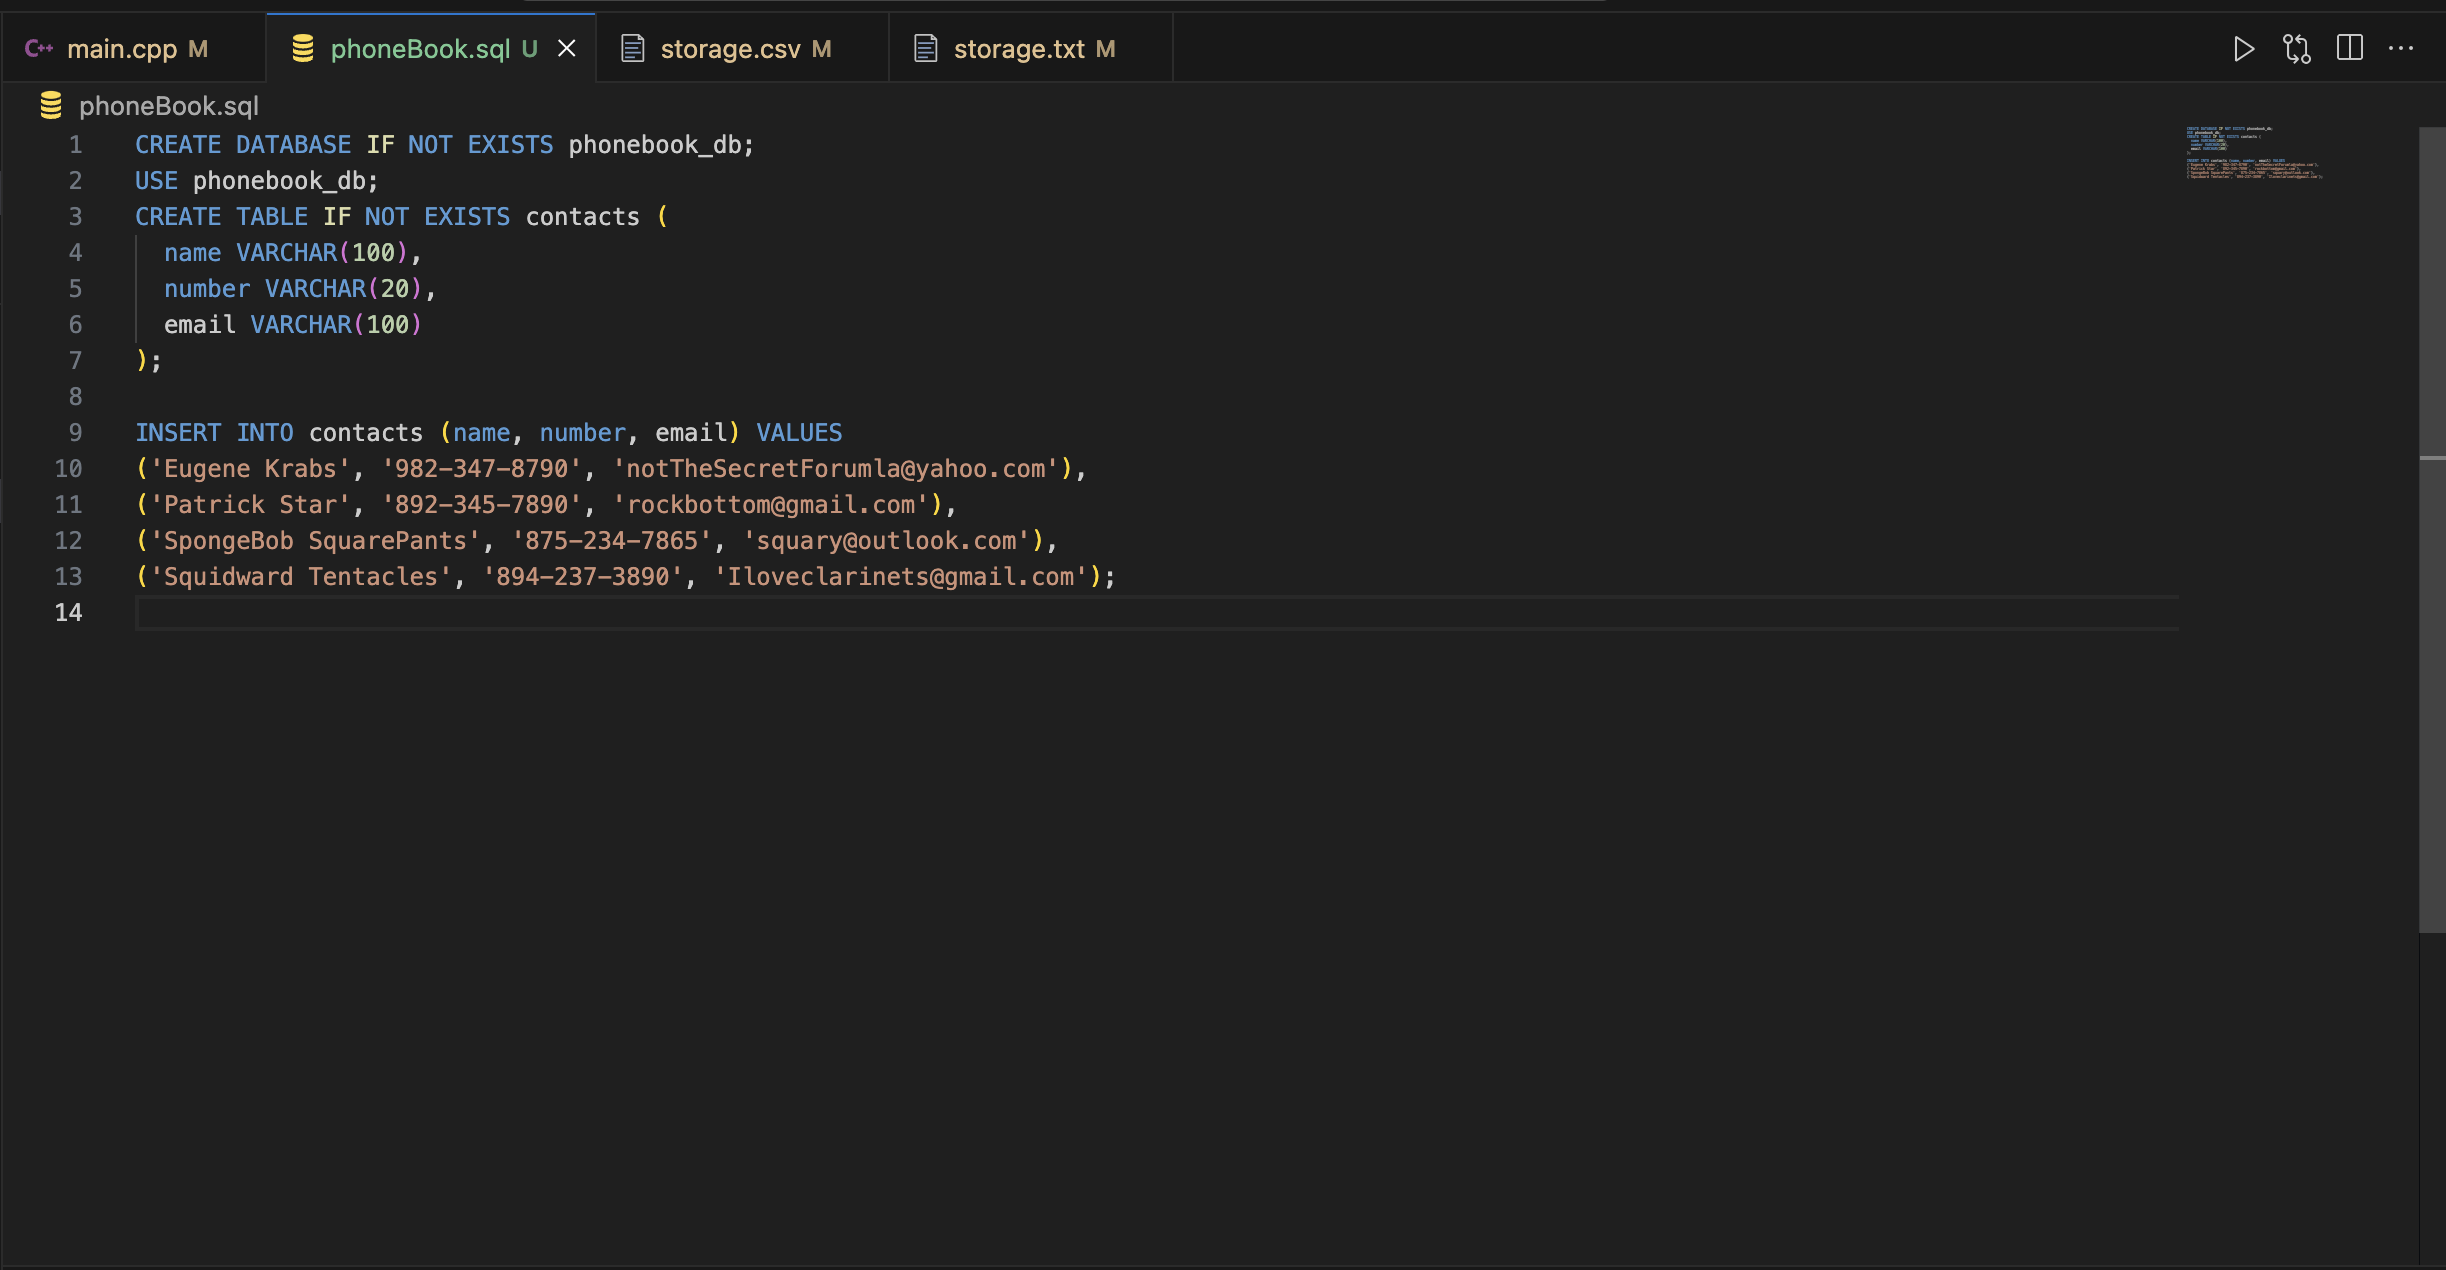 main.cpp M phoneBook.sql U storage.csv M storage.txt M
phoneBook.sql
1 CREATE DATABASE IF NOT EXISTS phonebook_db;
2 USE phonebook_db;
3 CREATE TABLE IF NOT EXISTS contacts (
4   name VARCHAR(100),
5   number VARCHAR(20),
6   email VARCHAR(100)
7 );
8
9 INSERT INTO contacts (name, number, email) VALUES
10 ('Eugene Krabs', '982-347-8790', 'notTheSecretForumla@yahoo.com'),
11 ('Patrick Star', '892-345-7890', 'rockbottom@gmail.com'),
12 ('SpongeBob SquarePants', '875-234-7865', 'squary@outlook.com'),
13 ('Squidward Tentacles', '894-237-3890', 'Iloveclarinets@gmail.com');
14